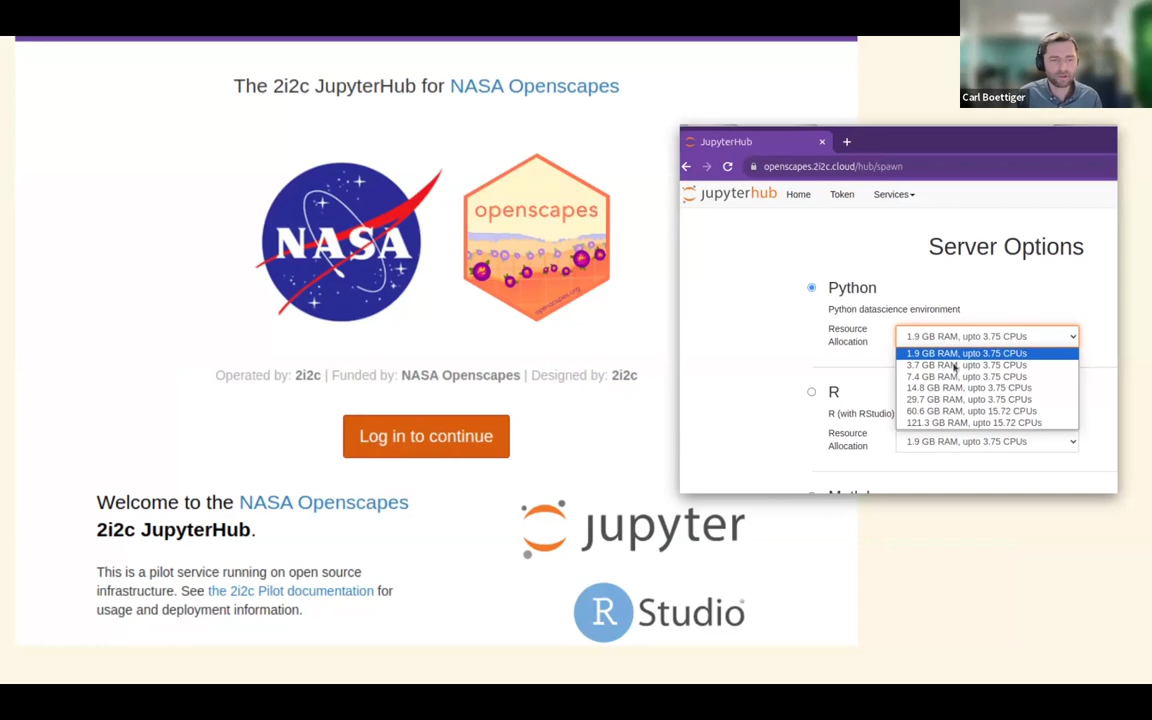 Carl Boettiger
The 2i2c JupyterHub for NASA Openscapes
NASA
openscapes
Operated by: 2i2c | Funded by: NASA Openscapes | Designed by: 2i2c
Log in to continue
Welcome to the NASA Openscapes
2i2c JupyterHub.
This is a pilot service running on open source
infrastructure. See the 2i2c Pilot documentation for
usage and deployment information.
jupyter
R Studio
JupyterHub
openscapes.2i2c.cloud/hub/spawn
jupyterhub Home Token Services
Server Options
Python
Python datascience environment
Resource
Allocation
1.9 GB RAM, upto 3.75 CPUs
1.9 GB RAM, upto 3.75 CPUs
3.7 GB RAM, upto 3.75 CPUs
7.4 GB RAM, upto 3.75 CPUs
14.8 GB RAM, upto 3.75 CPUs
29.7 GB RAM, upto 3.75 CPUs
60.6 GB RAM, upto 15.72 CPUs
121.3 GB RAM, upto 15.72 CPUs
R
R (with RStudio)
Resource
Allocation
1.9 GB RAM, upto 3.75 CPUs